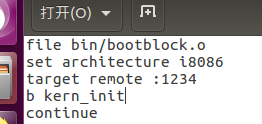 打开(O)
file bin/bootblock.o
set architecture i8086
target remote :1234
b kern_init
continue